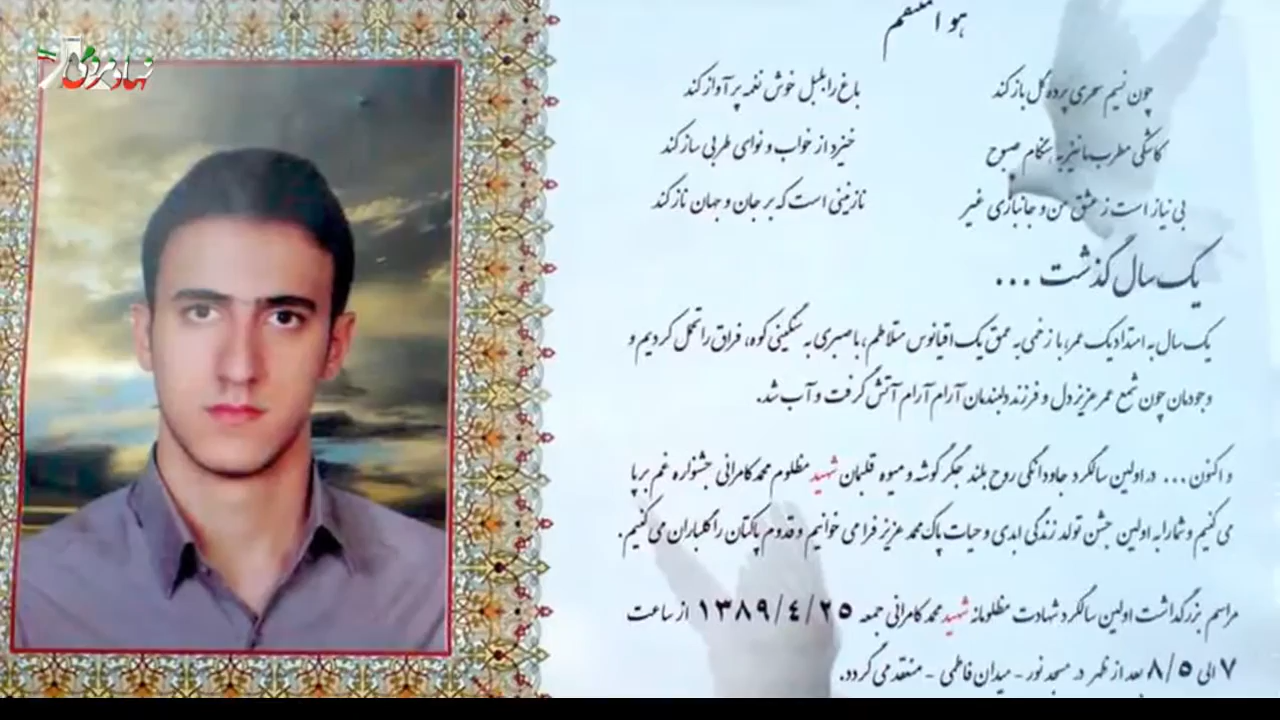 نهاد مردمی
هو المنتقم
چون نسیم سحری پرده گل باز کند
باغ را بلبل خوش نغمه پر آواز کند
کاشکی مطرب ما نیز به هنگام صبوح
خیزد از خواب و نوای طربی ساز کند
بی نیاز است ز عشق من و جانبازی غیر
نازنینی است که بر جان و جهان ناز کند
یک سال گذشت ...
یک سال به امتداد یک عمر، با زخمی به عمق یک اقیانوس متلاطم، با صبری به سنگینی کوه، فراق را تحمل کردیم و
وجودمان چون شمع عمر عزیز دل و فرزند دلبندمان آرام آرام آتش گرفت و آب شد.
و اکنون ... در اولین سالگرد جاودانگی روح بلند جگر گوشه و میوه قلبمان شهید مظلوم محمد کامرانی جشنواره غم برپا
می کنیم و شما را به اولین جشن تولد زندگی ابدی و حیات پاک محمد عزیز فرا می خوانیم و قدوم پاکتان را گلباران می کنیم.
مراسم بزرگداشت اولین سالگرد شهادت مظلومانه شهید محمد کامرانی جمعه ۱۳۸۹/۴/۲۵ از ساعت
۷ الی ۸/۵ بعد از ظهر در مسجد نور - میدان فاطمی - منعقد می گردد.